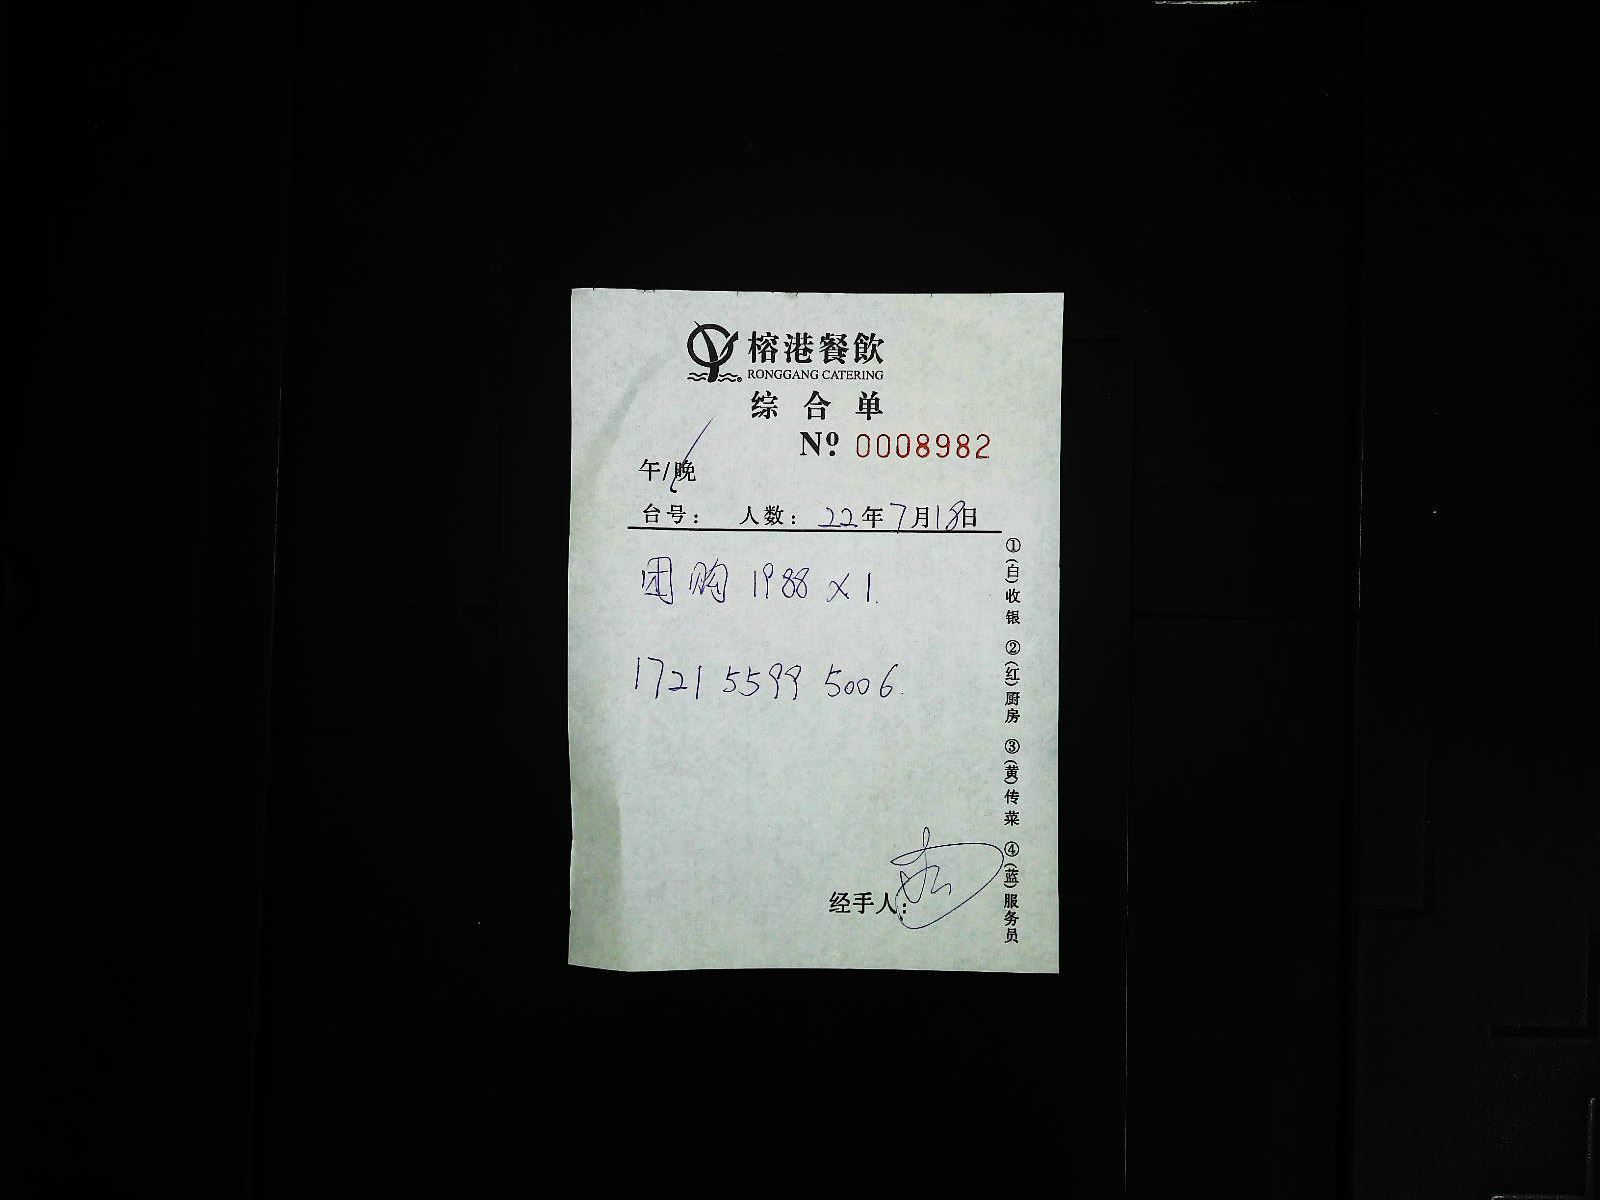 榕港餐飲
RONGGANG CATERING
综合单
Nº 0008982
午/晚
台号： 人数： 22年7月18日
团购 1988 x 1.
1721 5599 5006.
经手人：
①(白)收银 ②(红)厨房 ③(黄)传菜 ④(蓝)服务员